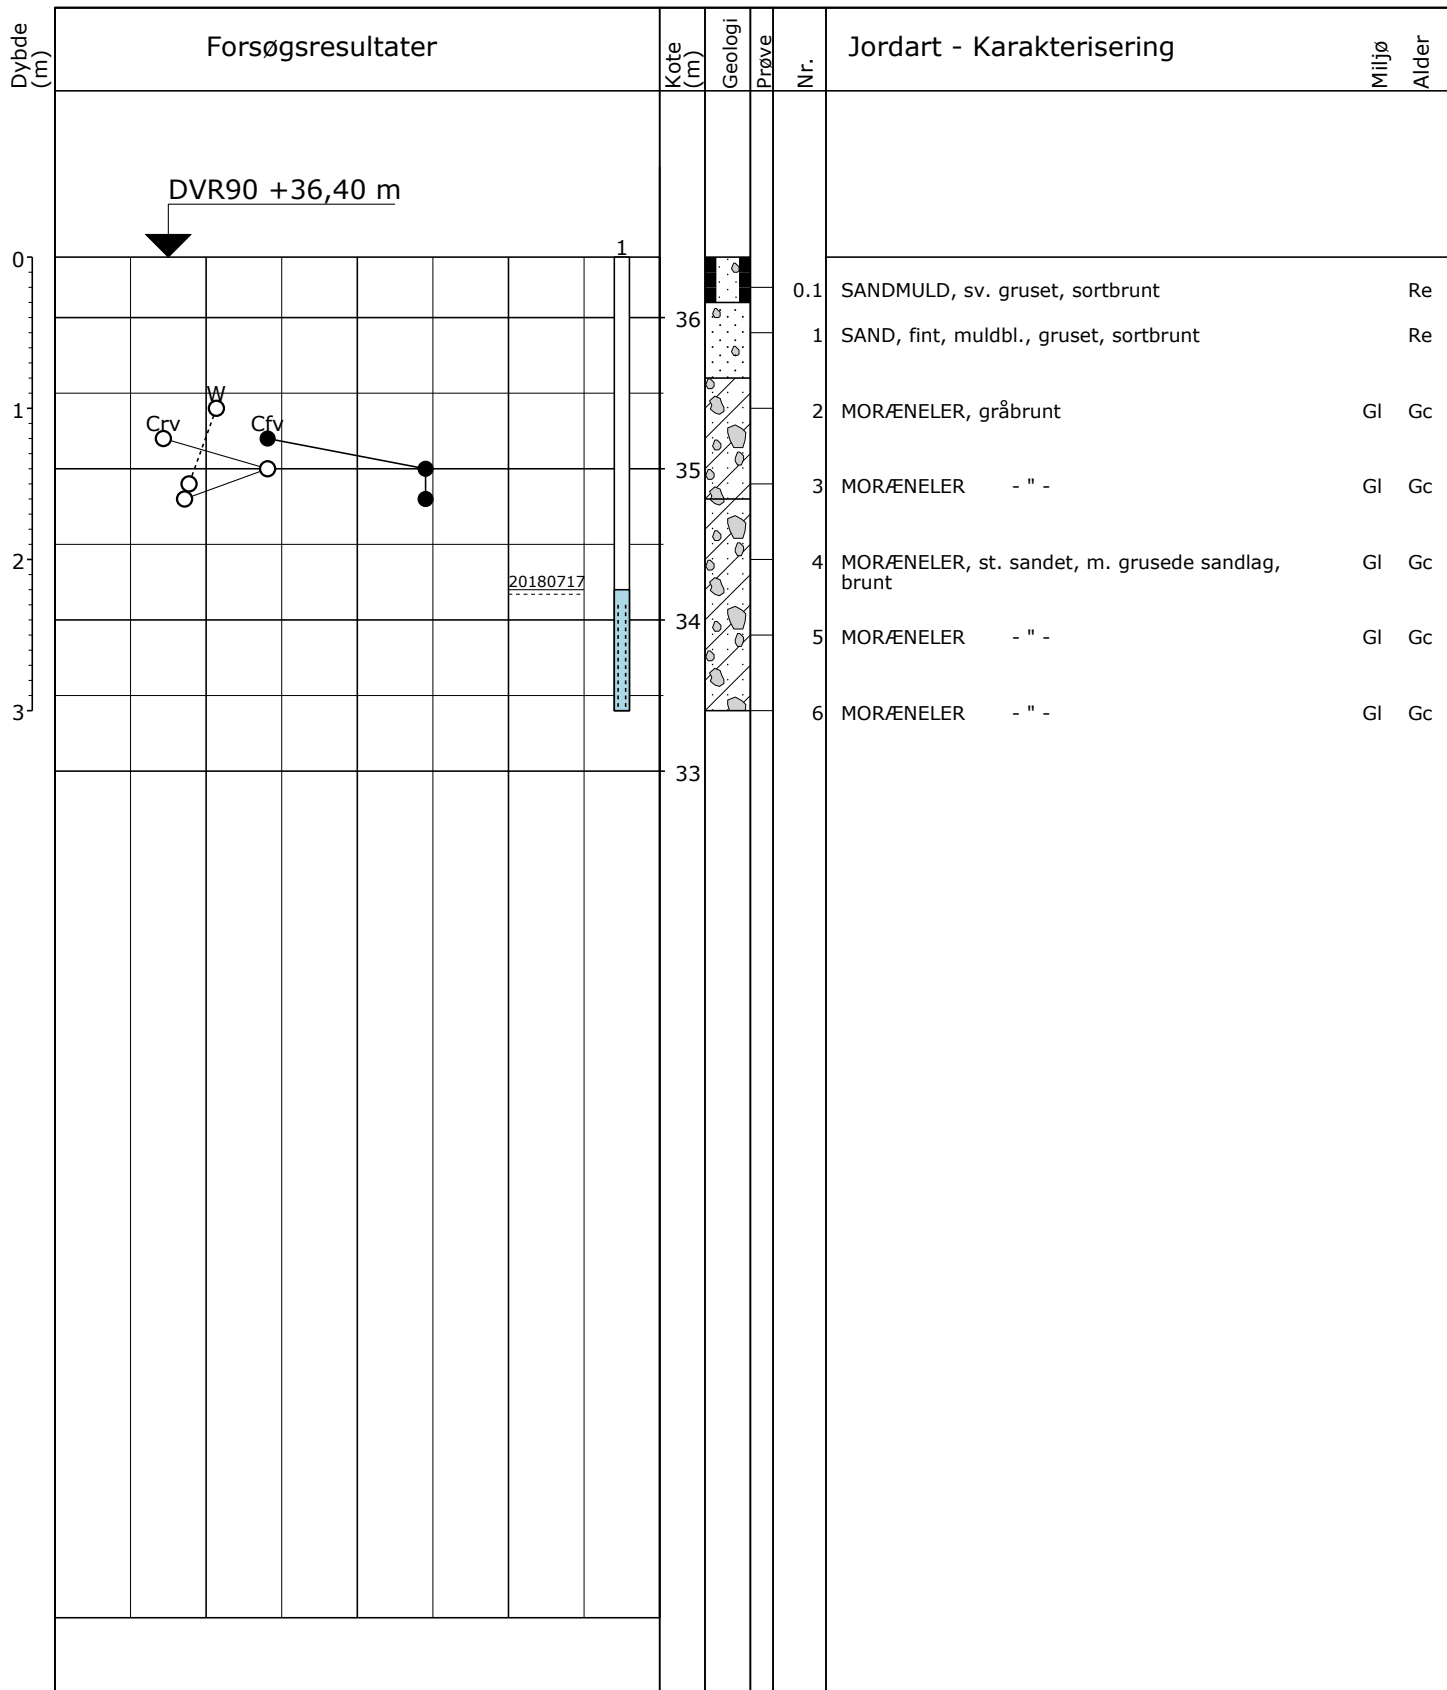 Dybde (m)
Forsøgsresultater
Kote (m)
Geologi
Prøve
Nr.
Jordart - Karakterisering
Miljø
Alder
DVR90 +36,40 m
1
0
0.1 SANDMULD, sv. gruset, sortbrunt Re
36
1 SAND, fint, muldbl., gruset, sortbrunt Re
W
1
2 MORÆNELER, gråbrunt Gl Gc
Crv
Cfv
35
3 MORÆNELER - " - Gl Gc
2
4 MORÆNELER, st. sandet, m. grusede sandlag, Gl Gc
brunt
20180717
34
5 MORÆNELER - " - Gl Gc
3
6 MORÆNELER - " - Gl Gc
33